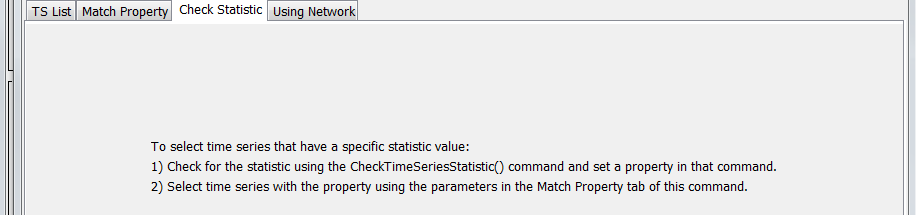 TS List Match Property Check Statistic Using Network
To select time series that have a specific statistic value:
1) Check for the statistic using the CheckTimeSeriesStatistic() command and set a property in that command.
2) Select time series with the property using the parameters in the Match Property tab of this command.